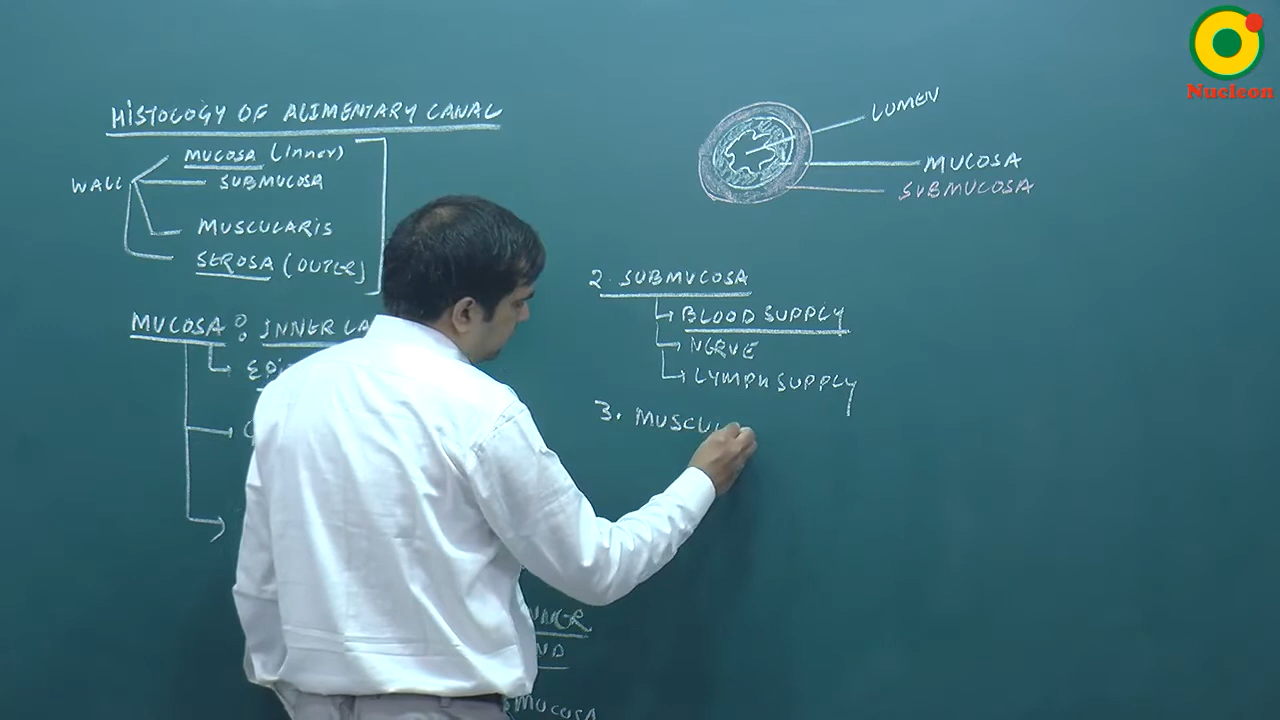 HISTOLOGY OF ALIMENTARY CANAL
WALL
MUCOSA (INNER)
SUBMUCOSA
MUSCULARIS
SEROSA (OUTER)
MUCOSA : INNER
2. SUBMUCOSA
BLOOD SUPPLY
NERVE
LYMPH SUPPLY
3. MUSCU
LUMEN
MUCOSA
SUBMUCOSA
Nucleon